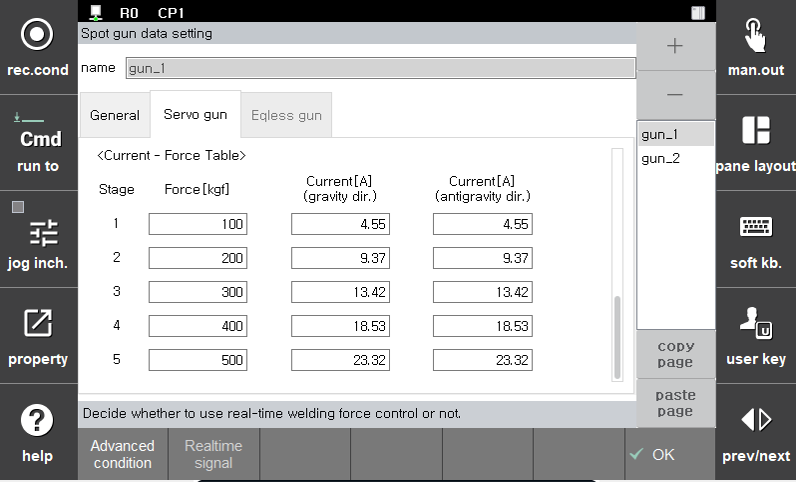 R0 CP1
Spot gun data setting
name gun_1
General Servo gun Eqless gun
<Current - Force Table>
Stage Force[kgf] Current[A] (gravity dir.) Current[A] (antigravity dir.)
1 100 4.55 4.55
2 200 9.37 9.37
3 300 13.42 13.42
4 400 18.53 18.53
5 500 23.32 23.32
Decide whether to use real-time welding force control or not.
Advanced condition
Realtime signal
OK
rec.cond
Cmd
run to
jog inch.
property
help
gun_1
gun_2
copy page
paste page
man.out
pane layout
soft kb.
U
user key
prev/next